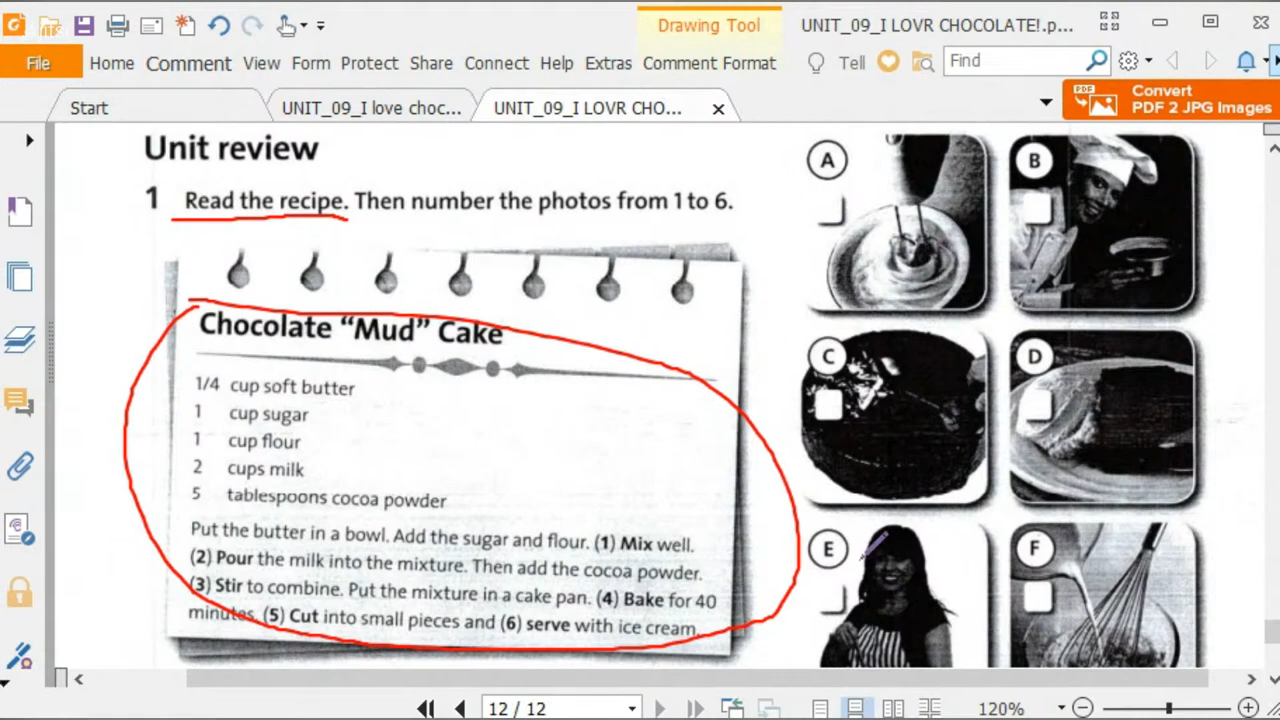 Drawing Tool
UNIT_09_I LOVR CHOCOLATE!.p...
File Home Comment View Form Protect Share Connect Help Extras Comment Format Tell Find
Start UNIT_09_I love choc... UNIT_09_I LOVR CHO...
PDF Convert
PDF 2 JPG Images
Unit review
1 Read the recipe. Then number the photos from 1 to 6.
Chocolate “Mud” Cake
1/4 cup soft butter
1 cup sugar
1 cup flour
2 cups milk
5 tablespoons cocoa powder
Put the butter in a bowl. Add the sugar and flour. (1) Mix well.
(2) Pour the milk into the mixture. Then add the cocoa powder.
(3) Stir to combine. Put the mixture in a cake pan. (4) Bake for 40
minutes. (5) Cut into small pieces and (6) serve with ice cream.
A
B
C
D
E
F
12 / 12
120%